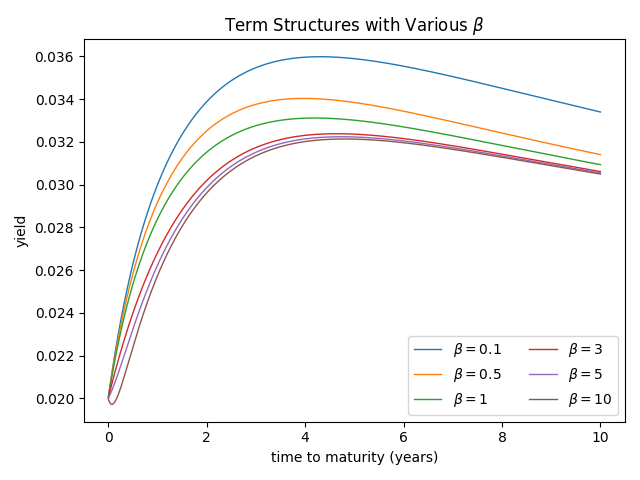 Term Structures with Various β
yield
0.036
0.034
0.032
0.030
0.028
0.026
0.024
0.022
0.020
0 2 4 6 8 10
time to maturity (years)
β = 0.1 β = 3
β = 0.5 β = 5
β = 1 β = 10